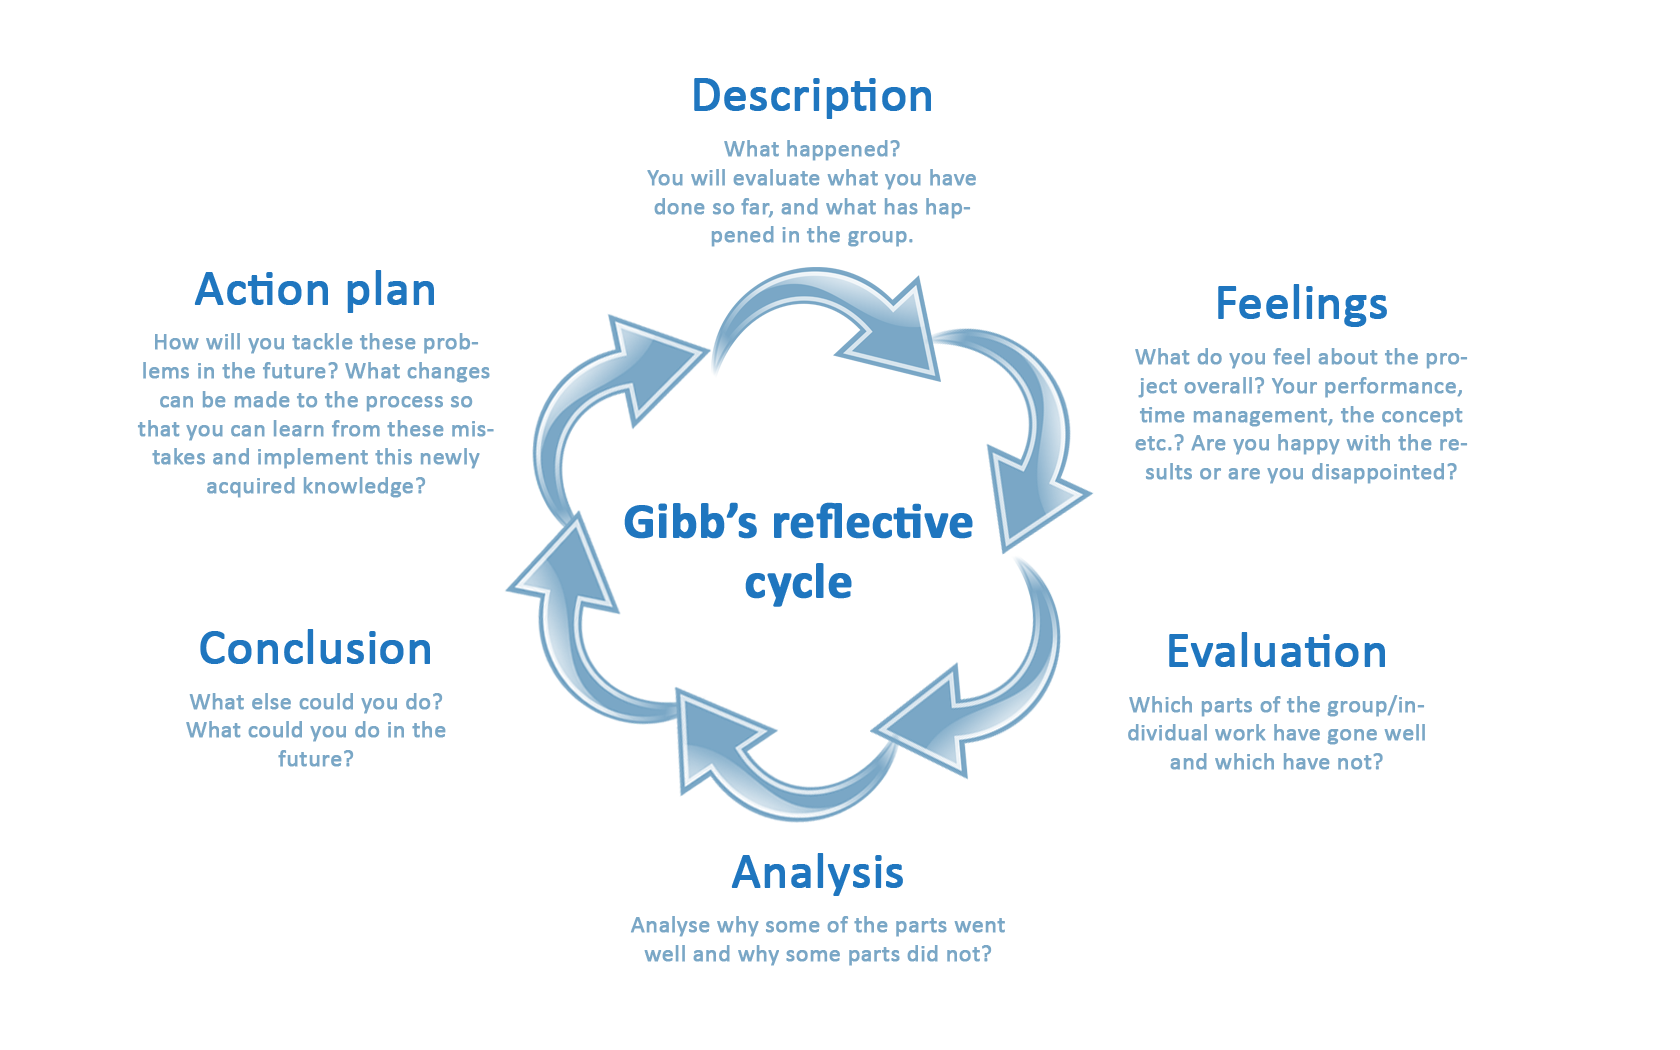 Description
What happened?
You will evaluate what you have
done so far, and what has hap-
pened in the group.
Feelings
What do you feel about the pro-
ject overall? Your performance,
time management, the concept
etc.? Are you happy with the re-
sults or are you disappointed?
Evaluation
Which parts of the group/in-
dividual work have gone well
and which have not?
Analysis
Analyse why some of the parts went
well and why some parts did not?
Conclusion
What else could you do?
What could you do in the
future?
Action plan
How will you tackle these prob-
lems in the future? What changes
can be made to the process so
that you can learn from these mis-
takes and implement this newly
acquired knowledge?
Gibb’s reflective
cycle